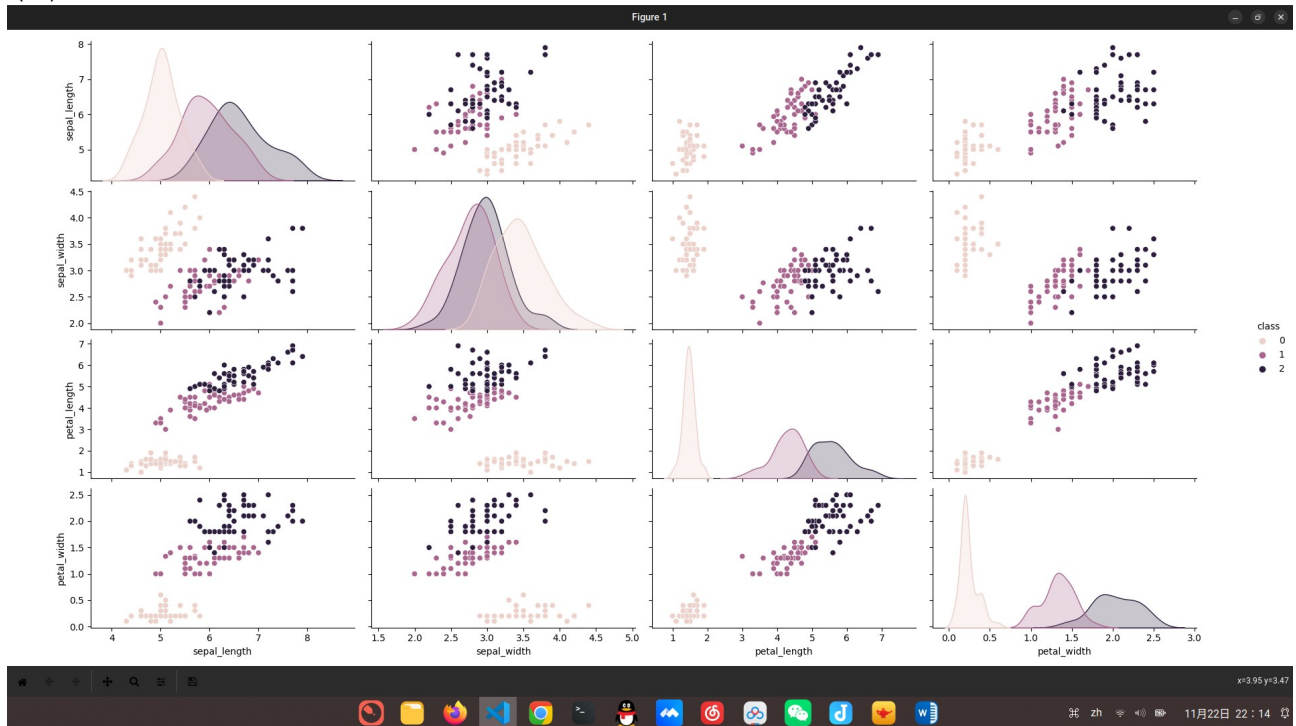 Figure 1
8
7
6
5
sepal_length
4.5
4.0
3.5
3.0
2.5
2.0
sepal_width
7
6
5
4
3
2
1
petal_length
class
0
1
2
2.5
2.0
1.5
1.0
0.5
0.0
petal_width
4 5 6 7 8
1.5 2.0 2.5 3.0 3.5 4.0 4.5 5.0
1 2 3 4 5 6 7
0.0 0.5 1.0 1.5 2.0 2.5 3.0
sepal_length
sepal_width
petal_length
petal_width
x=3.95 y=3.47
zh
11月22日 22：14